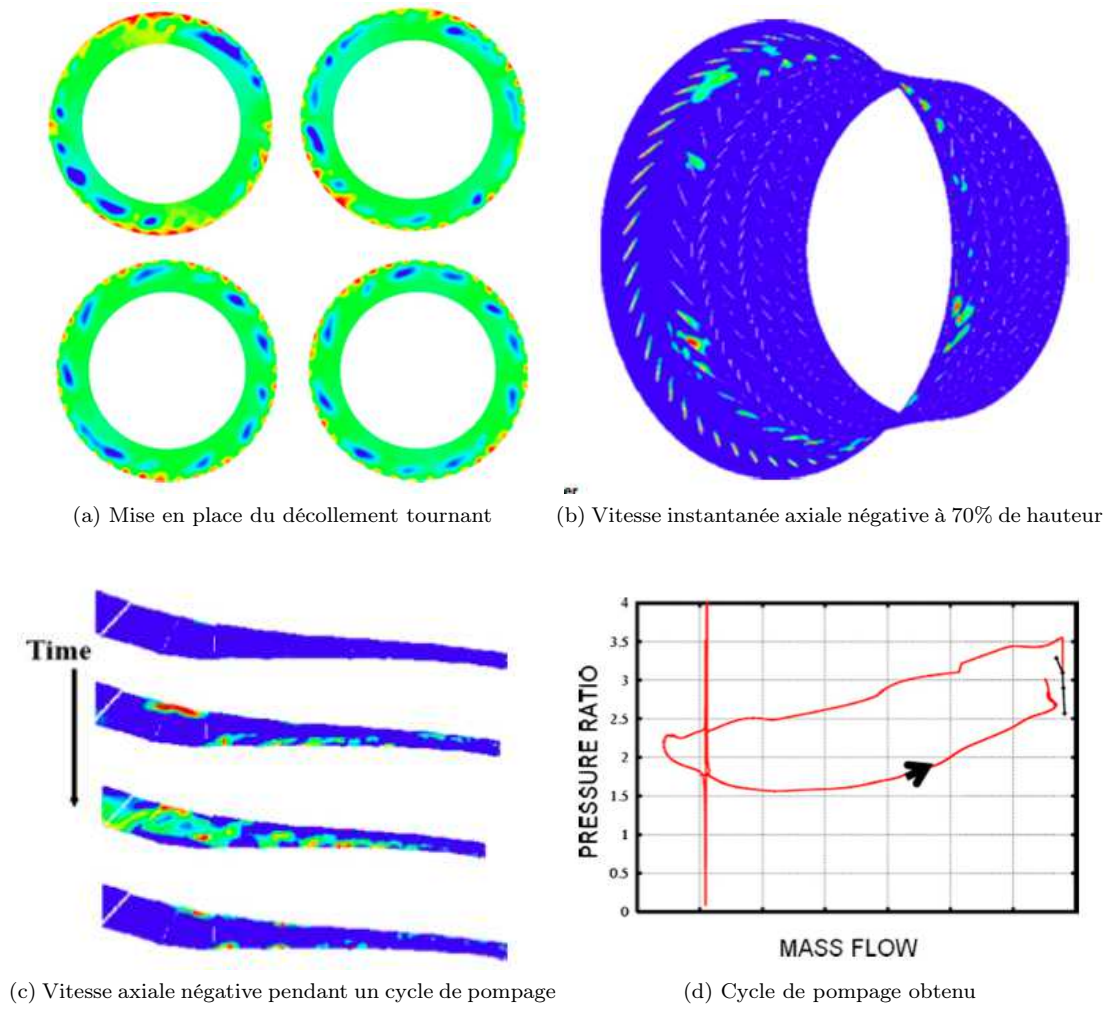 er
(a) Mise en place du décollement tournant
(b) Vitesse instantanée axiale négative à 70% de hauteur
Time
(c) Vitesse axiale négative pendant un cycle de pompage
PRESSURE RATIO
4
3.5
3
2.5
2
1.5
1
0.5
0
MASS FLOW
(d) Cycle de pompage obtenu